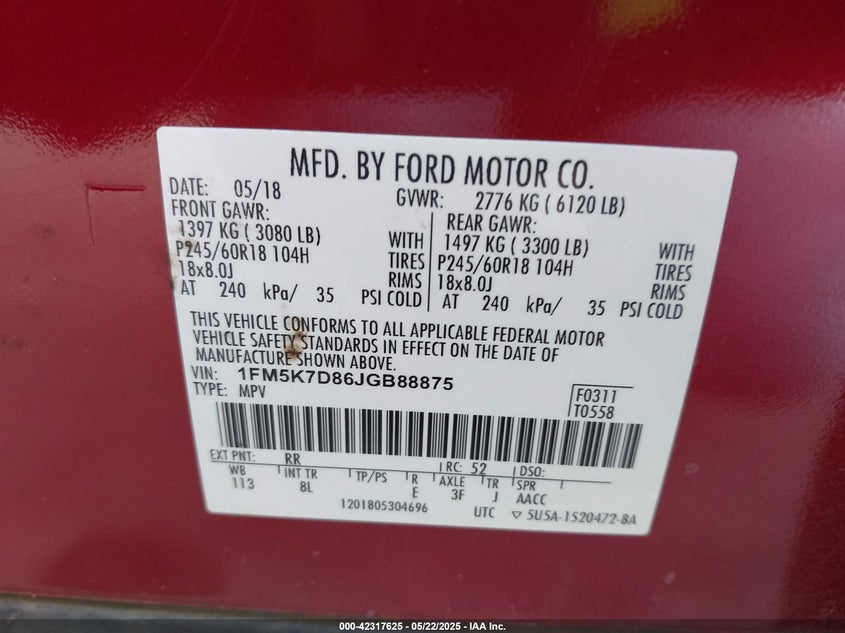 MFD. BY FORD MOTOR CO.
DATE: 05/18 GVWR: 2776 KG ( 6120 LB)
FRONT GAWR: REAR GAWR:
1397 KG ( 3080 LB) WITH 1497 KG ( 3300 LB) WITH
P245/60R18 104H TIRES P245/60R18 104H TIRES
18x8.0J RIMS 18x8.0J RIMS
AT 240 kPa/ 35 PSI COLD AT 240 kPa/ 35 PSI COLD
THIS VEHICLE CONFORMS TO ALL APPLICABLE FEDERAL MOTOR
VEHICLE SAFETY STANDARDS IN EFFECT ON THE DATE OF
MANUFACTURE SHOWN ABOVE.
VIN: 1FM5K7D86JGB88875
TYPE: MPV
F0311
T0558
EXT PNT: RR RC: 52 DSO:
WB INT TR TP/PS R AXLE TR SPR
113 8L E 3F J AACC
1201805304696 UTC ▽ 5U5A-1520472-BA
000-42317625 - 05/22/2025 - IAA Inc.